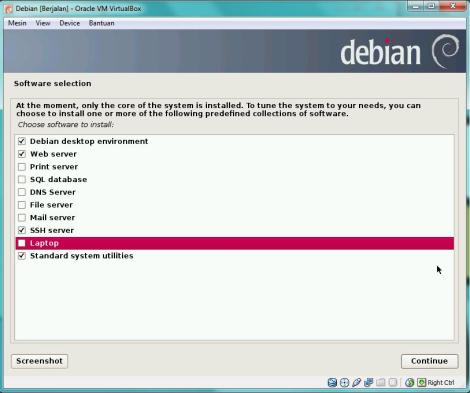 Debian [Berjalan] - Oracle VM VirtualBox
Mesin View Device Bantuan
debian
Software selection
At the moment, only the core of the system is installed. To tune the system to your needs, you can
choose to install one or more of the following predefined collections of software.
Choose software to install:
Debian desktop environment
Web server
Print server
SQL database
DNS Server
File server
Mail server
SSH server
Laptop
Standard system utilities
Screenshot
Continue
Right Ctrl